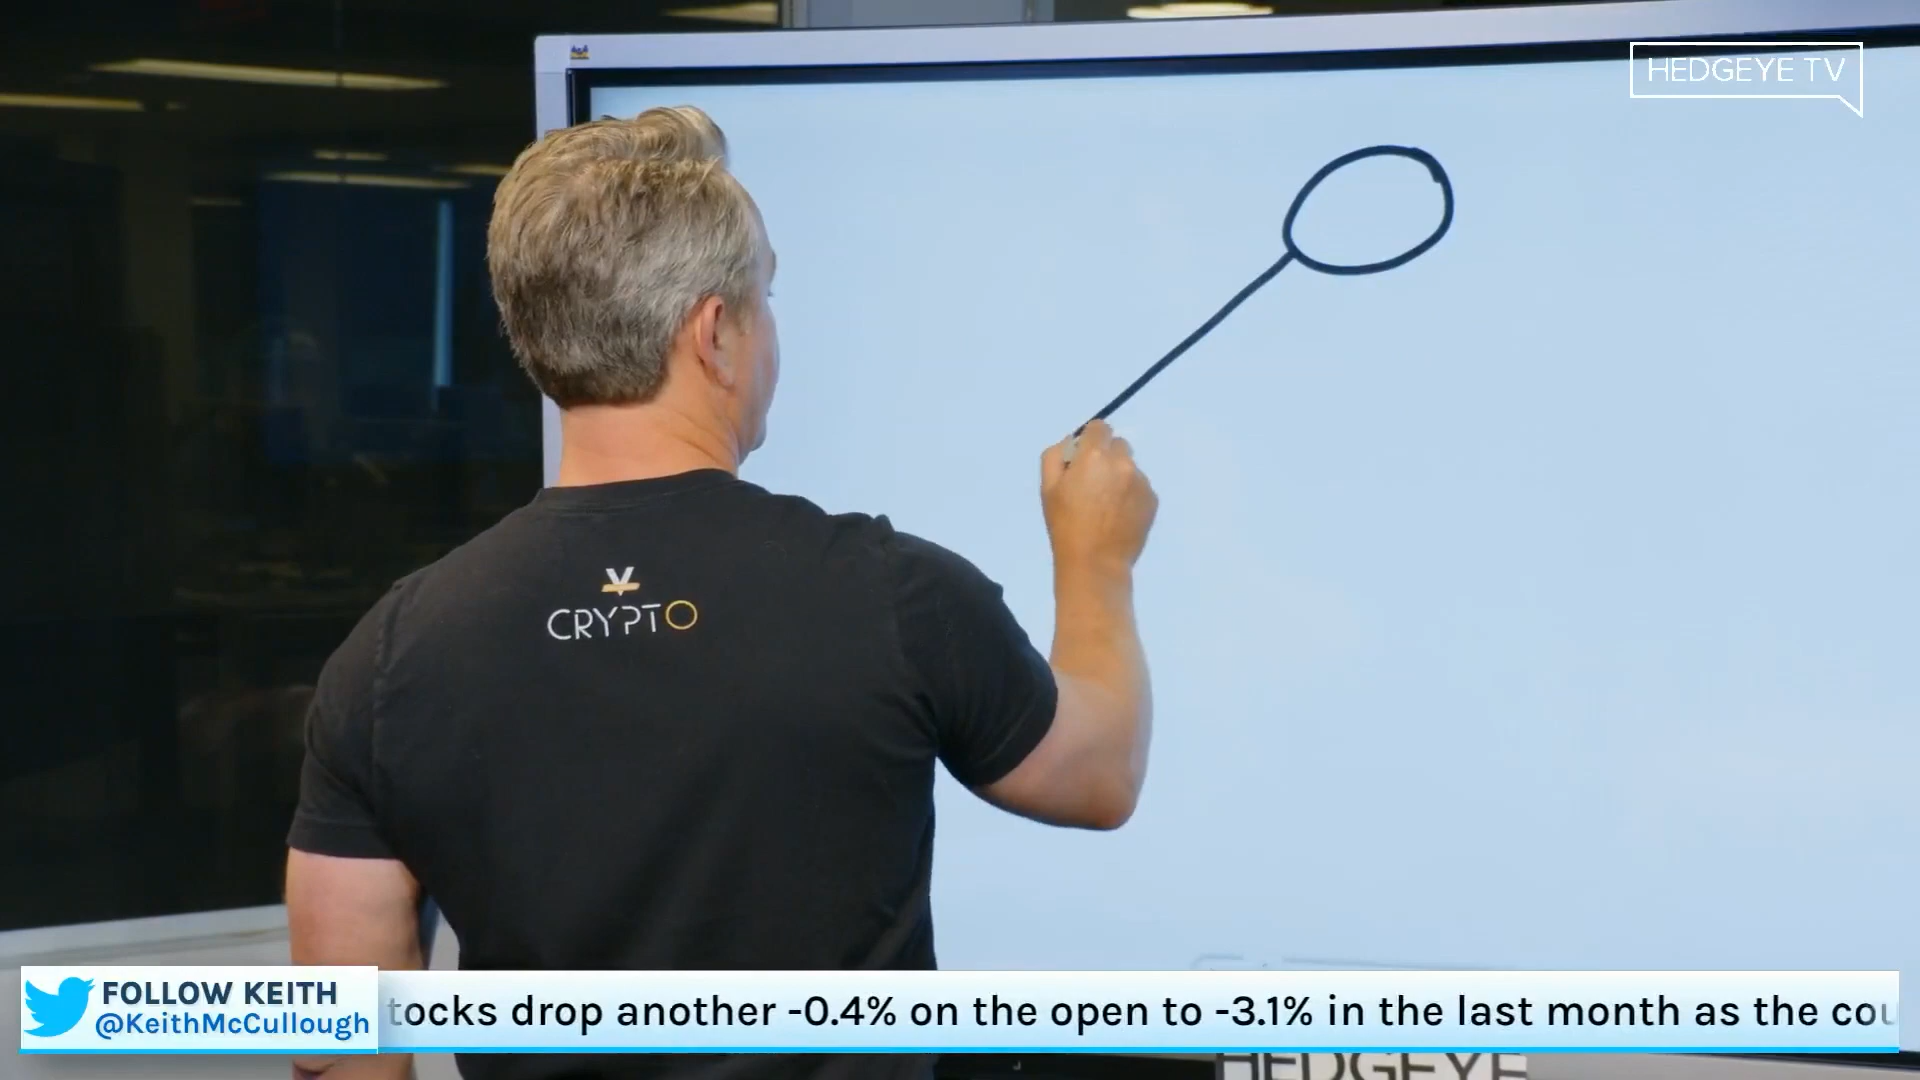 HEDGEYE TV
CRYPTO
FOLLOW KEITH
@KeithMcCullough
tocks drop another -0.4% on the open to -3.1% in the last month as the cou
HEDGEYE